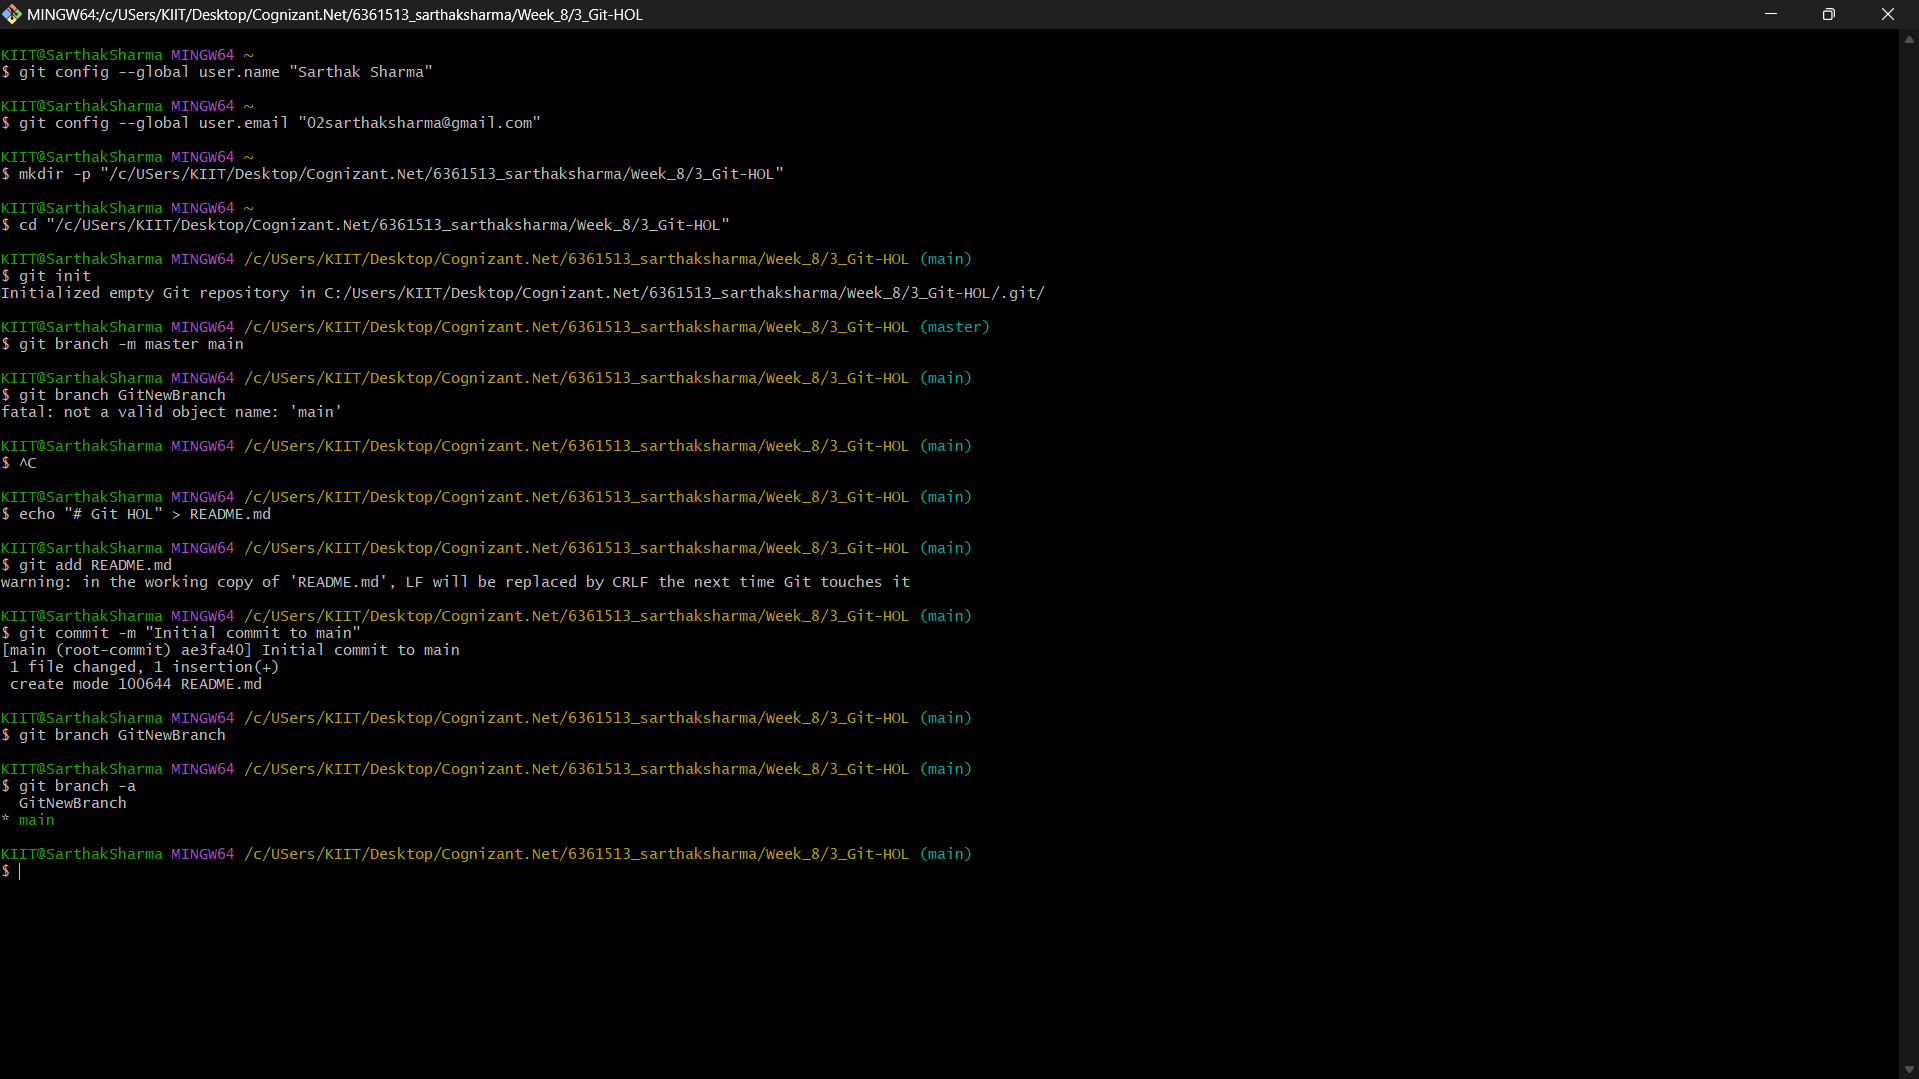 MINGW64:/c/USers/KIIT/Desktop/Cognizant.Net/6361513_sarthaksharma/Week_8/3_Git-HOL
KIIT@SarthakSharma MINGW64 ~
$ git config --global user.name "Sarthak Sharma"
KIIT@SarthakSharma MINGW64 ~
$ git config --global user.email "02sarthaksharma@gmail.com"
KIIT@SarthakSharma MINGW64 ~
$ mkdir -p "/c/USers/KIIT/Desktop/Cognizant.Net/6361513_sarthaksharma/Week_8/3_Git-HOL"
KIIT@SarthakSharma MINGW64 ~
$ cd "/c/USers/KIIT/Desktop/Cognizant.Net/6361513_sarthaksharma/Week_8/3_Git-HOL"
KIIT@SarthakSharma MINGW64 /c/USers/KIIT/Desktop/Cognizant.Net/6361513_sarthaksharma/Week_8/3_Git-HOL (main)
$ git init
Initialized empty Git repository in C:/Users/KIIT/Desktop/Cognizant.Net/6361513_sarthaksharma/Week_8/3_Git-HOL/.git/
KIIT@SarthakSharma MINGW64 /c/USers/KIIT/Desktop/Cognizant.Net/6361513_sarthaksharma/Week_8/3_Git-HOL (master)
$ git branch -m master main
KIIT@SarthakSharma MINGW64 /c/USers/KIIT/Desktop/Cognizant.Net/6361513_sarthaksharma/Week_8/3_Git-HOL (main)
$ git branch GitNewBranch
fatal: not a valid object name: 'main'
KIIT@SarthakSharma MINGW64 /c/USers/KIIT/Desktop/Cognizant.Net/6361513_sarthaksharma/Week_8/3_Git-HOL (main)
$ ^C
KIIT@SarthakSharma MINGW64 /c/USers/KIIT/Desktop/Cognizant.Net/6361513_sarthaksharma/Week_8/3_Git-HOL (main)
$ echo "# Git HOL" > README.md
KIIT@SarthakSharma MINGW64 /c/USers/KIIT/Desktop/Cognizant.Net/6361513_sarthaksharma/Week_8/3_Git-HOL (main)
$ git add README.md
warning: in the working copy of 'README.md', LF will be replaced by CRLF the next time Git touches it
KIIT@SarthakSharma MINGW64 /c/USers/KIIT/Desktop/Cognizant.Net/6361513_sarthaksharma/Week_8/3_Git-HOL (main)
$ git commit -m "Initial commit to main"
[main (root-commit) ae3fa40] Initial commit to main
1 file changed, 1 insertion(+)
create mode 100644 README.md
KIIT@SarthakSharma MINGW64 /c/USers/KIIT/Desktop/Cognizant.Net/6361513_sarthaksharma/Week_8/3_Git-HOL (main)
$ git branch GitNewBranch
KIIT@SarthakSharma MINGW64 /c/USers/KIIT/Desktop/Cognizant.Net/6361513_sarthaksharma/Week_8/3_Git-HOL (main)
$ git branch -a
GitNewBranch
* main
KIIT@SarthakSharma MINGW64 /c/USers/KIIT/Desktop/Cognizant.Net/6361513_sarthaksharma/Week_8/3_Git-HOL (main)
$